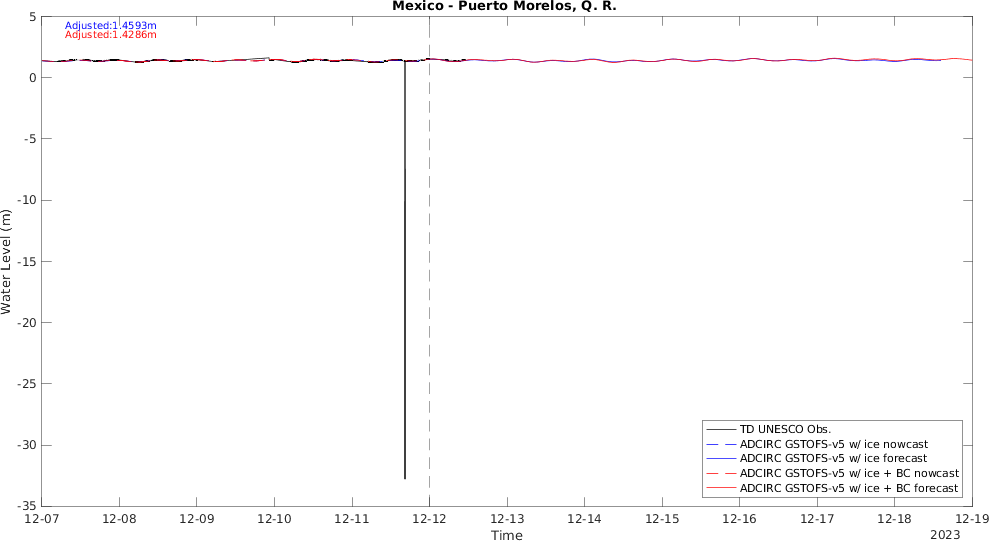 Mexico - Puerto Morelos, Q. R.
Adjusted:1.4593m
Adjusted:1.4286m
5
0
-5
-10
-15
-20
-25
-30
-35
Water Level (m)
TD UNESCO Obs.
ADCIRC GSTOFS-v5 w/ ice nowcast
ADCIRC GSTOFS-v5 w/ ice forecast
ADCIRC GSTOFS-v5 w/ ice + BC nowcast
ADCIRC GSTOFS-v5 w/ ice + BC forecast
12-07 12-08 12-09 12-10 12-11 12-12 12-13 12-14 12-15 12-16 12-17 12-18 12-19
Time
2023